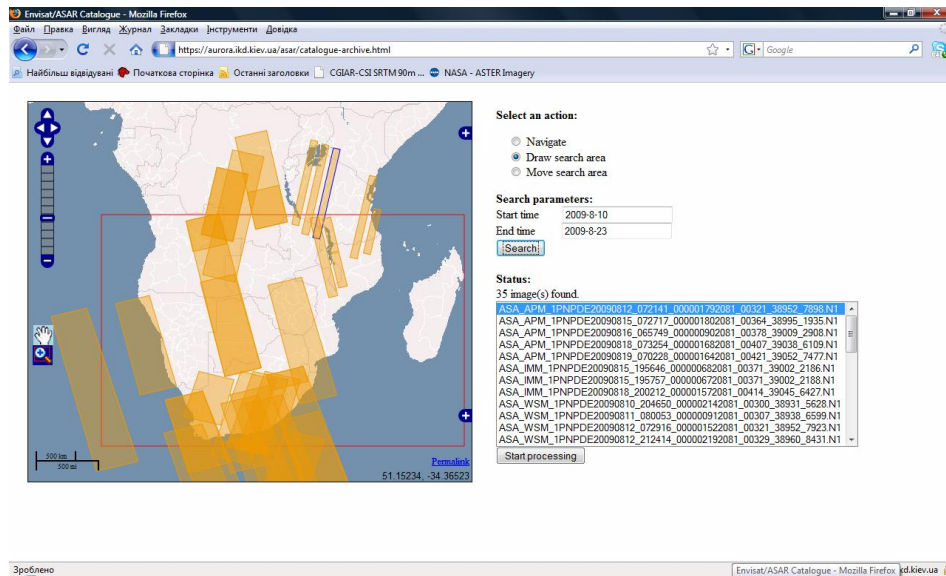 Envisat/ASAR Catalogue - Mozilla Firefox
Файл Правка Вигляд Журнал Закладки Інструменти Довідка
https://aurora.ikd.kiev.ua/asar/catalogue-archive.html
G Google
Найбільш відвідувані Початкова сторінка Останні заголовки CGIAR-CSI SRTM 90m ... NASA - ASTER Imagery
Select an action:
Navigate
Draw search area
Move search area
Search parameters:
Start time 2009-8-10
End time 2009-8-23
Search
Status:
35 image(s) found.
ASA_APM_1PNPDE20090812_072141_000001792081_00321_38952_7898.N1
ASA_APM_1PNPDE20090815_072717_000001802081_00364_38995_1935.N1
ASA_APM_1PNPDE20090816_065749_000000902081_00378_39009_2908.N1
ASA_APM_1PNPDE20090818_073254_000001682081_00407_39038_6109.N1
ASA_APM_1PNPDE20090819_070228_000001642081_00421_39052_7477.N1
ASA_IMM_1PNPDE20090815_195646_000000682081_00371_39002_2186.N1
ASA_IMM_1PNPDE20090815_195757_000000672081_00371_39002_2188.N1
ASA_IMM_1PNPDE20090818_200212_000001572081_00414_39045_6427.N1
ASA_WSM_1PNPDE20090810_204650_000002142081_00300_38931_5628.N1
ASA_WSM_1PNPDE20090811_080053_000000912081_00307_38938_6599.N1
ASA_WSM_1PNPDE20090812_072916_000001522081_00321_38952_7923.N1
ASA_WSM_1PNPDE20090812_212414_000002192081_00329_38960_8431.N1
Start processing
500 km
500 mi
Permalink
51.15234, -34.36523
Зроблено
Envisat/ASAR Catalogue - Mozilla Firefox
kd.kiev.ua